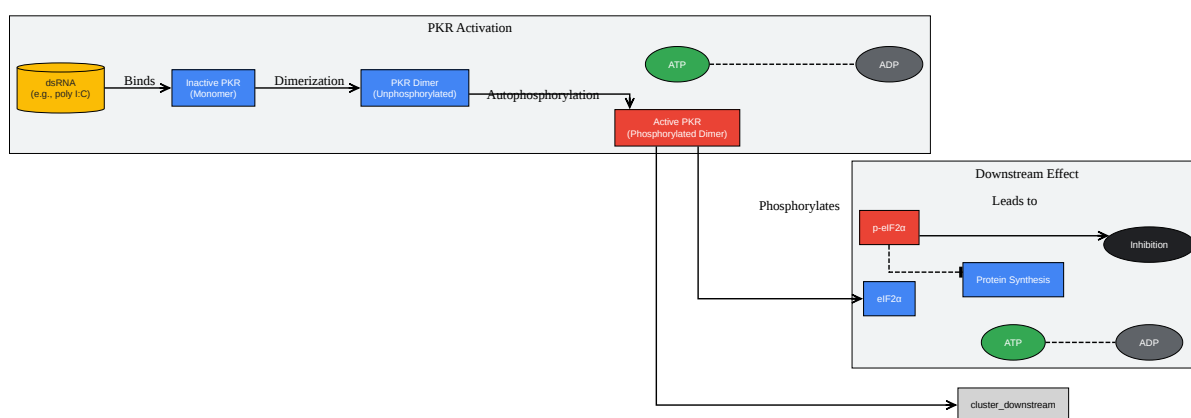 PKR Activation
dsRNA
(e.g., poly I:C)
Binds
Inactive PKR
(Monomer)
Dimerization
PKR Dimer
(Unphosphorylated)
Autophosphorylation
ATP
ADP
Active PKR
(Phosphorylated Dimer)
Phosphorylates
Downstream Effect
Leads to
p-eIF2α
Inhibition
Protein Synthesis
eIF2α
ATP
ADP
cluster_downstream